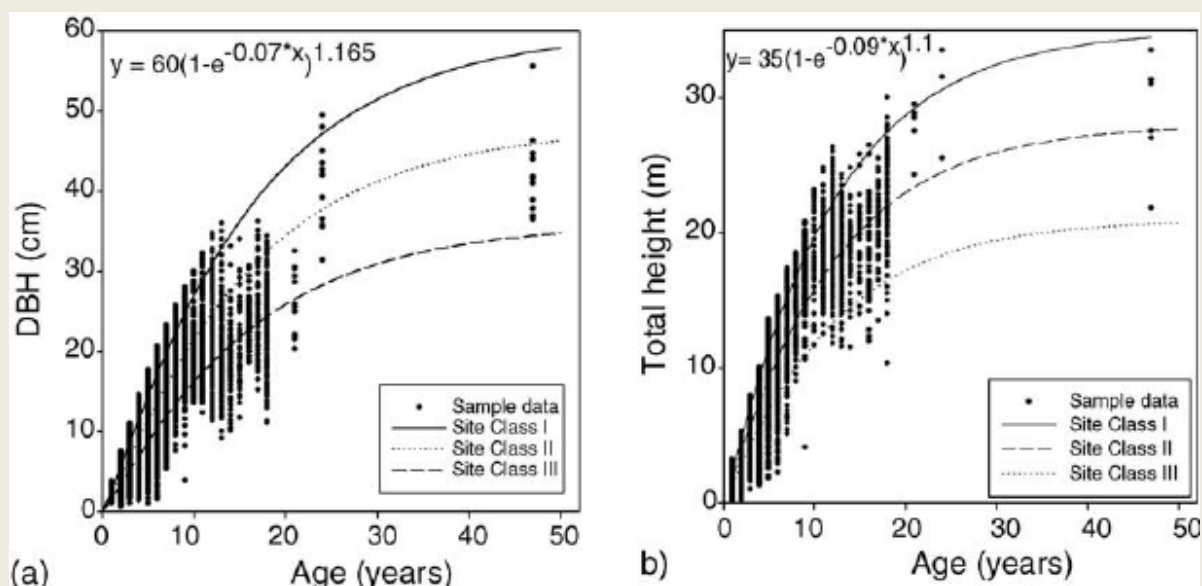 (a)
y = 60(1-e^-0.07*x)^1.165
60
50
40
30
20
10
0
DBH (cm)
Sample data
Site Class I
Site Class II
Site Class III
0 10 20 30 40 50
Age (years)
b)
y= 35(1-e^-0.09*x)^1.1
30
20
10
0
Total height (m)
Sample data
Site Class I
Site Class II
Site Class III
0 10 20 30 40 50
Age (years)